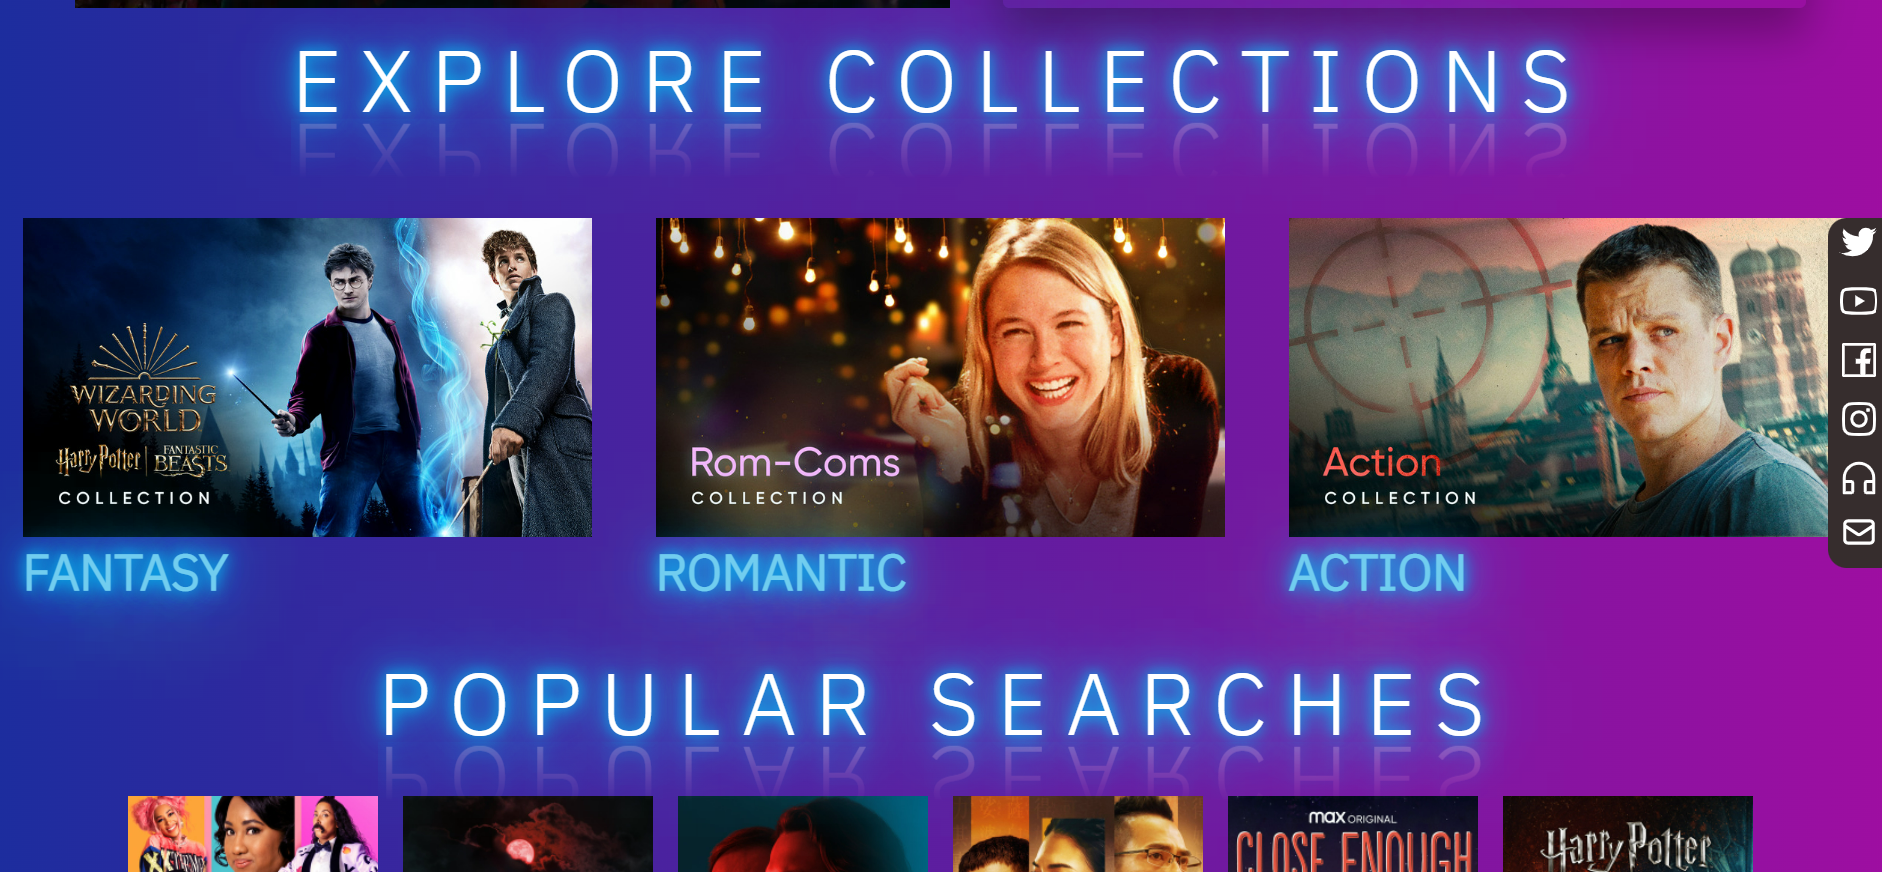 EXPLORE COLLECTIONS
WIZARDING
WORLD
Harry Potter | FANTASTIC BEASTS
COLLECTION
Rom-Coms
COLLECTION
Action
COLLECTION
FANTASY
ROMANTIC
ACTION
POPULAR SEARCHES
max ORIGINAL
CLOSE ENOUGH
Harry Potter